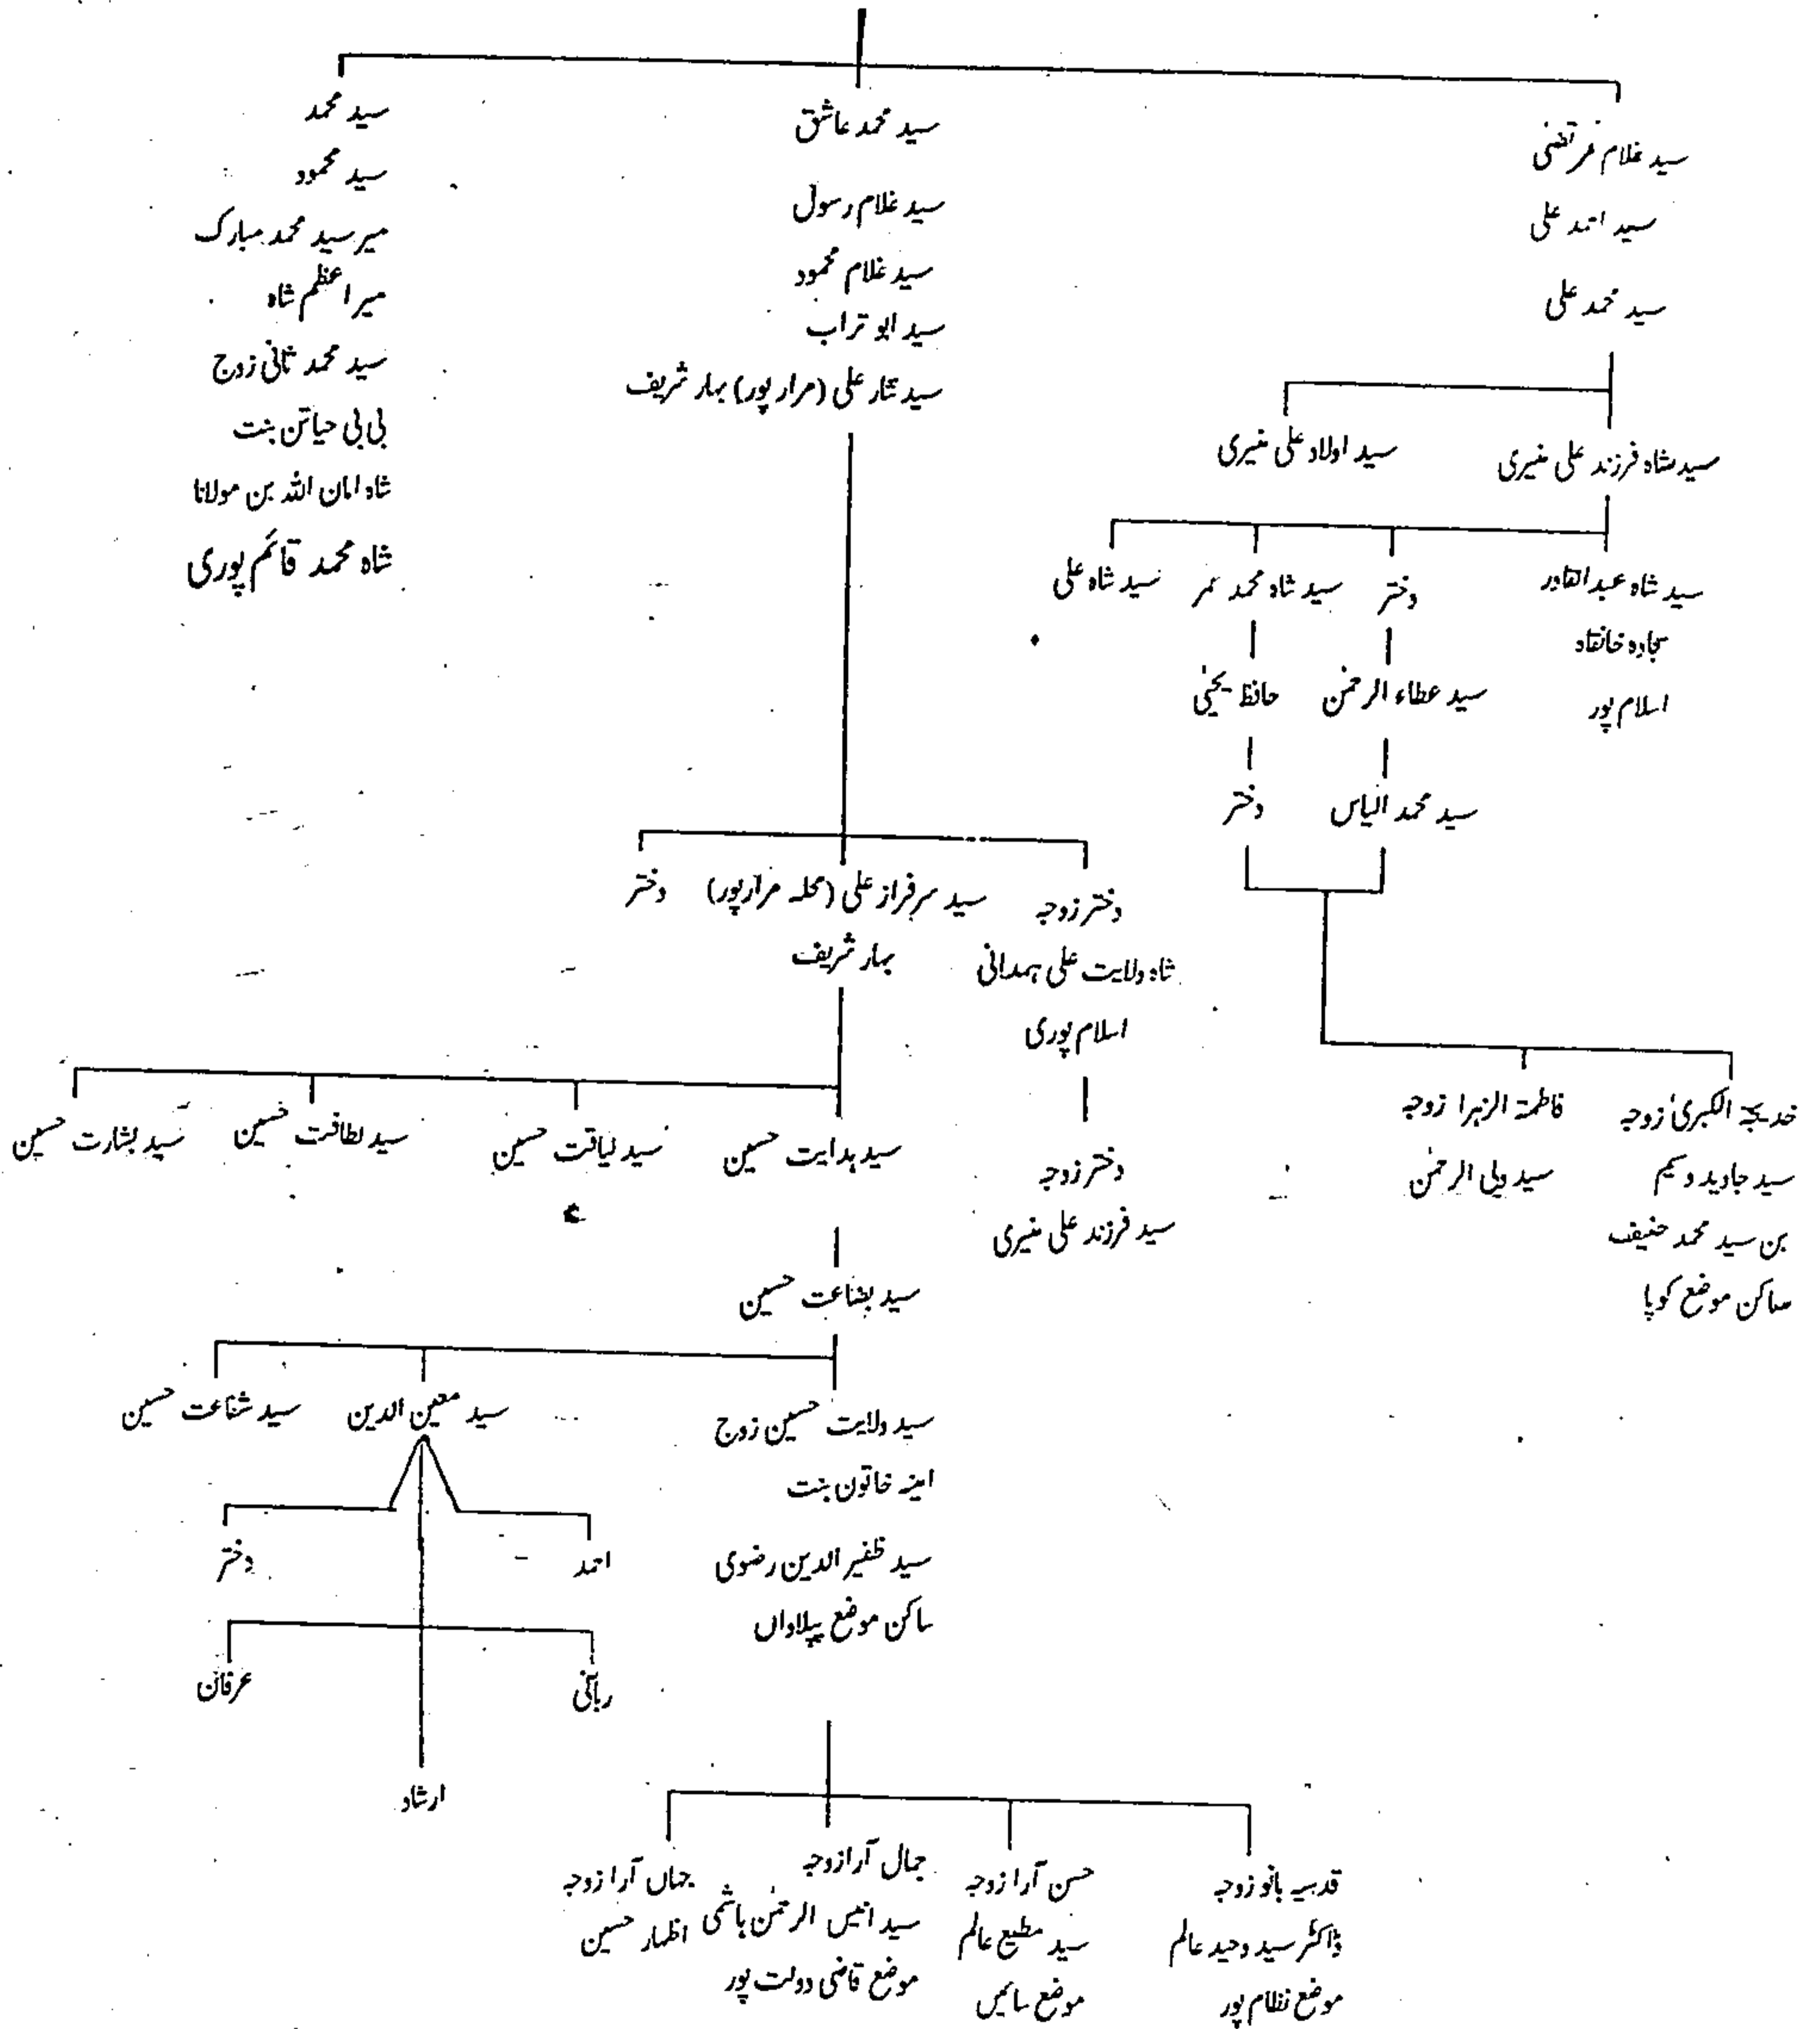 سید غلام مرتضیٰ
سید احمد علی
سید محمد علی
سید شاہ فرزند علی منیری
سید اولاد علی منیری
سید شاہ عبدالقادر
سجادہ خانقاہ
اسلام پور
دختر
سید عطاء الرحمٰن
سید محمد الیاس
سید شاہ محمد عمر
حافظ یحیٰی
دختر
سید شاہ علی
خدیجۃ الکبریٰ زوجہ
سید جاوید وسیم
بن سید محمد حنیف
ساکن موضع کوپا
فاطمۃ الزہرا زوجہ
سید ولی الرحمٰن
سید محمد عاشق
سید غلام رسول
سید غلام محمود
سید ابو تراب
سید نثار علی (مرار پور) بہار شریف
دختر زوجہ
شاہ ولایت علی ہمدانی
اسلام پوری
دختر زوجہ
سید فرزند علی منیری
سید سرفراز علی (محلہ مرارپور)
بہار شریف
دختر
سید ہدایت حسین
سید لیاقت حسین
سید لطافت حسین
سید بشارت حسین
سید بضاعت حسین
سید ولایت حسین زوج
امینہ خاتون بنت
سید ظفیر الدین رضوی
ساکن موضع پپلاواں
سید معین الدین
سید شفاعت حسین
احمد
دختر
ربانی
عرفان
ارشاد
قدسیہ بانو زوجہ
ڈاکٹر سید وحید عالم
موضع نظام پور
حسن آرا زوجہ
سید مطیع عالم
موضع سائیں
جمال آرا زوجہ
سید انیس الرحمٰن ہاشمی
موضع قاضی دولت پور
جہاں آرا زوجہ
اظہار حسین
سید محمد
سید محمود
میر سید محمد مبارک
میر اعظم شاہ
سید محمد ثانی زوج
بی بی حیاتن بنت
شاہ امان اللہ بن مولانا
شاہ محمد قائم پوری